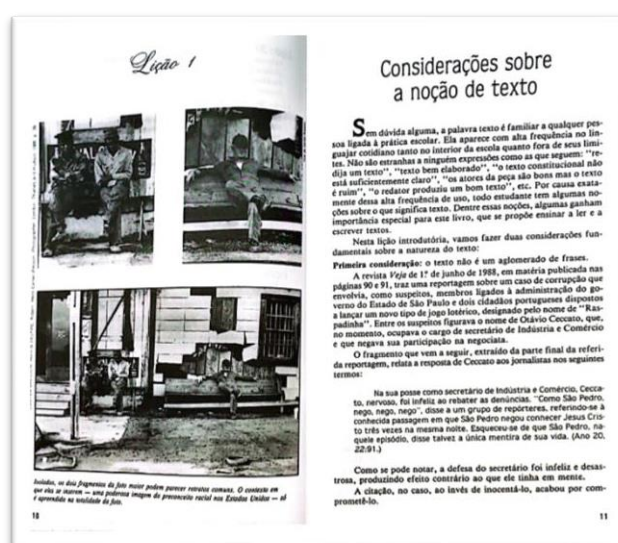 Lição 1
Isolados, os dois fragmentos da foto maior podem parecer retratos comuns. O contexto em
que eles se inserem — uma poderosa imagem do preconceito racial nos Estados Unidos — só
é apreendido na totalidade da foto.
10
Considerações sobre
a noção de texto
Sem dúvida alguma, a palavra texto é familiar a qualquer pes-
soa ligada à prática escolar. Ela aparece com alta frequência no lin-
guajar cotidiano tanto no interior da escola quanto fora de seus limi-
tes. Não são estranhas a ninguém expressões como as que seguem: "re-
dija um texto", "texto bem elaborado", "o texto constitucional não
está suficientemente claro", "os atores da peça são bons mas o texto
é ruim", "o redator produziu um bom texto", etc. Por causa exata-
mente dessa alta frequência de uso, todo estudante tem algumas no-
ções sobre o que significa texto. Dentre essas noções, algumas ganham
importância especial para este livro, que se propõe ensinar a ler e a
escrever textos.
Nesta lição introdutória, vamos fazer duas considerações fun-
damentais sobre a natureza do texto:
Primeira consideração: o texto não é um aglomerado de frases.
A revista Veja de 1º de junho de 1988, em matéria publicada nas
páginas 90 e 91, traz uma reportagem sobre um caso de corrupção que
envolvia, como suspeitos, membros ligados à administração do go-
verno do Estado de São Paulo e dois cidadãos portugueses dispostos
a lançar um novo tipo de jogo lotérico, designado pelo nome de "Ras-
padinha". Entre os suspeitos figurava o nome de Otávio Ceccato, que,
no momento, ocupava o cargo de secretário de Indústria e Comércio
e que negava sua participação na negociata.
O fragmento que vem a seguir, extraído da parte final da referi-
da reportagem, relata a resposta de Ceccato aos jornalistas nos seguintes
termos:
Na sua posse como secretário de Indústria e Comércio, Cecca-
to, nervoso, foi infeliz ao rebater as denúncias. "Como São Pedro,
nego, nego, nego", disse a um grupo de repórteres, referindo-se à
conhecida passagem em que São Pedro negou conhecer Jesus Cris-
to três vezes na mesma noite. Esqueceu-se de que São Pedro, na-
quele episódio, disse talvez a única mentira de sua vida. (Ano 20,
22:91.)
Como se pode notar, a defesa do secretário foi infeliz e desas-
trosa, produzindo efeito contrário ao que ele tinha em mente.
A citação, no caso, ao invés de inocentá-lo, acabou por com-
prometê-lo.
11